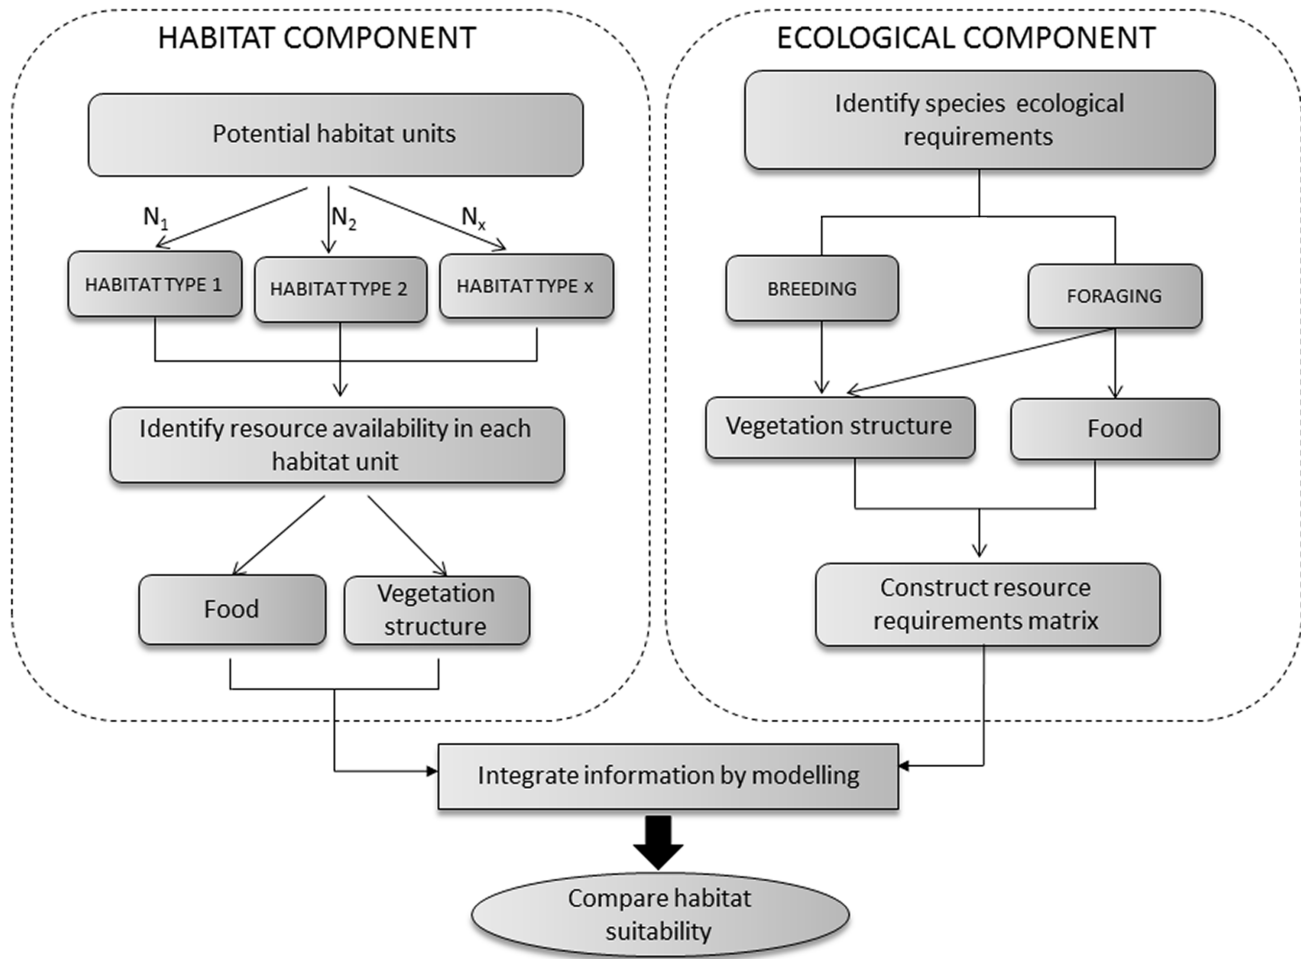 HABITAT COMPONENT
Potential habitat units
N₁
N₂
Nₓ
HABITAT TYPE 1
HABITAT TYPE 2
HABITAT TYPE x
Identify resource availability in each
habitat unit
Food
Vegetation
structure
ECOLOGICAL COMPONENT
Identify species ecological
requirements
BREEDING
FORAGING
Vegetation structure
Food
Construct resource
requirements matrix
Integrate information by modelling
Compare habitat
suitability